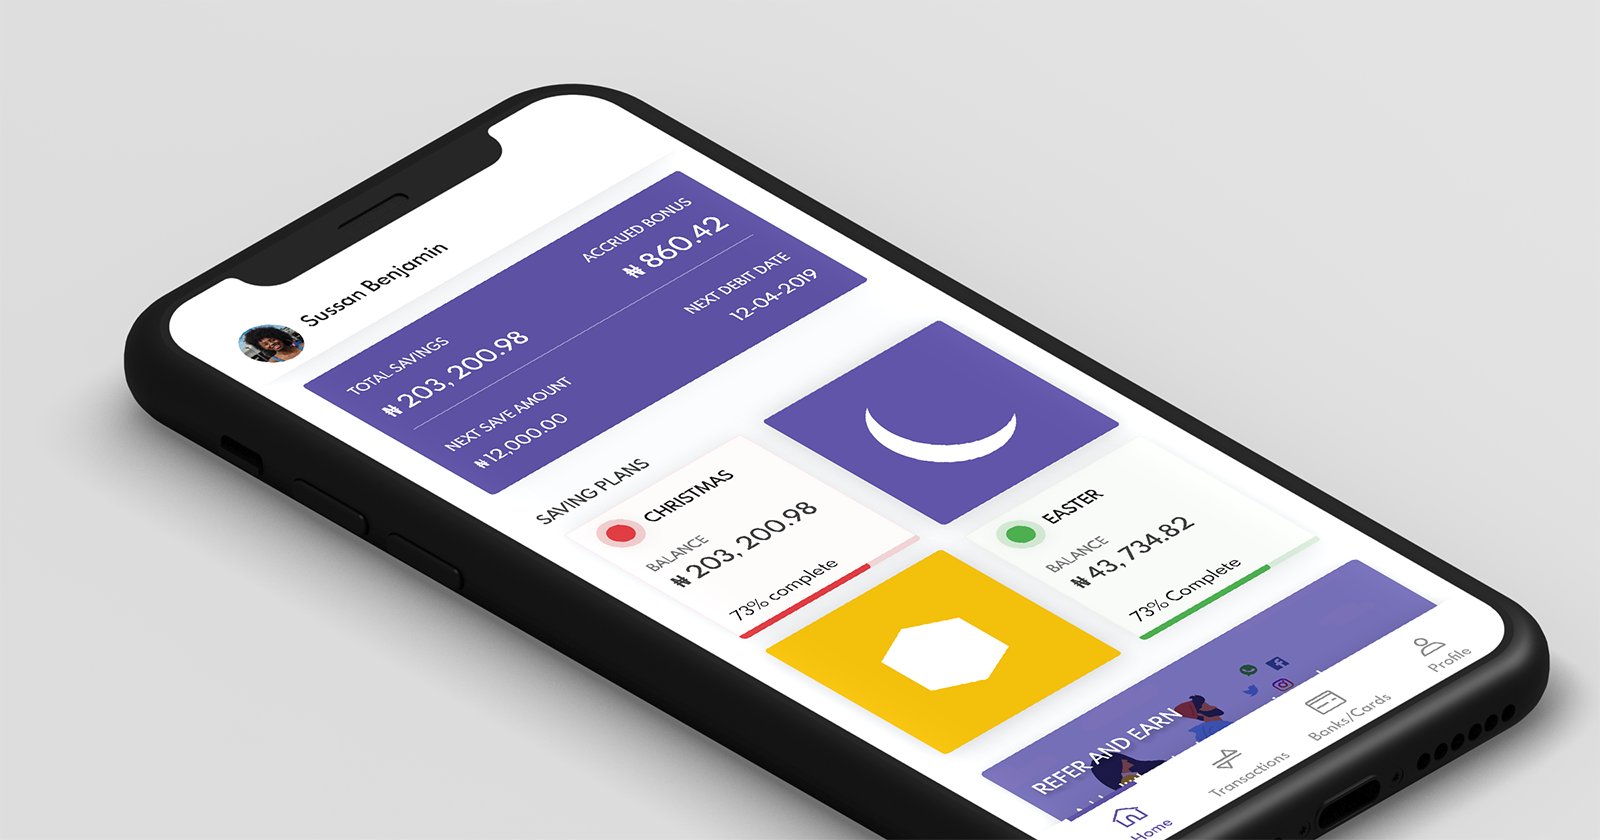 Sussan Benjamin
TOTAL SAVINGS
₦ 203, 200.98
ACCRUED BONUS
₦ 860.42
NEXT SAVE AMOUNT
₦ 12,000.00
NEXT DEBIT DATE
12-04-2019
SAVING PLANS
CHRISTMAS
BALANCE
₦ 203, 200.98
73% complete
EASTER
BALANCE
₦ 43, 734.82
73% Complete
REFER AND EARN
Home
Transactions
Banks/Cards
Profile